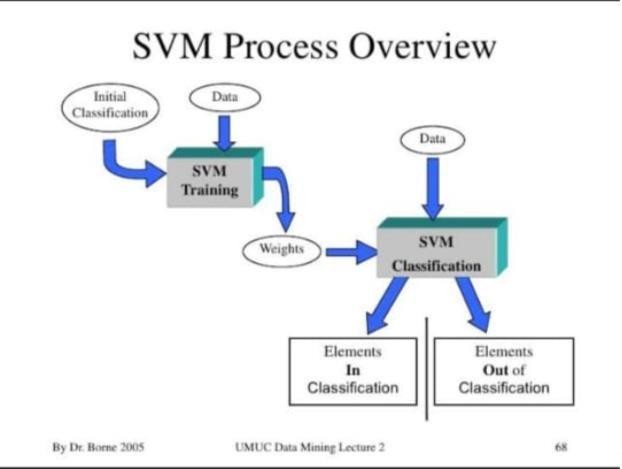 SVM Process Overview
Initial
Classification
Data
Data
SVM
Training
Weights
SVM
Classification
Elements
In
Classification
Elements
Out of
Classification
By Dr. Borne 2005
UMUC Data Mining Lecture 2
68